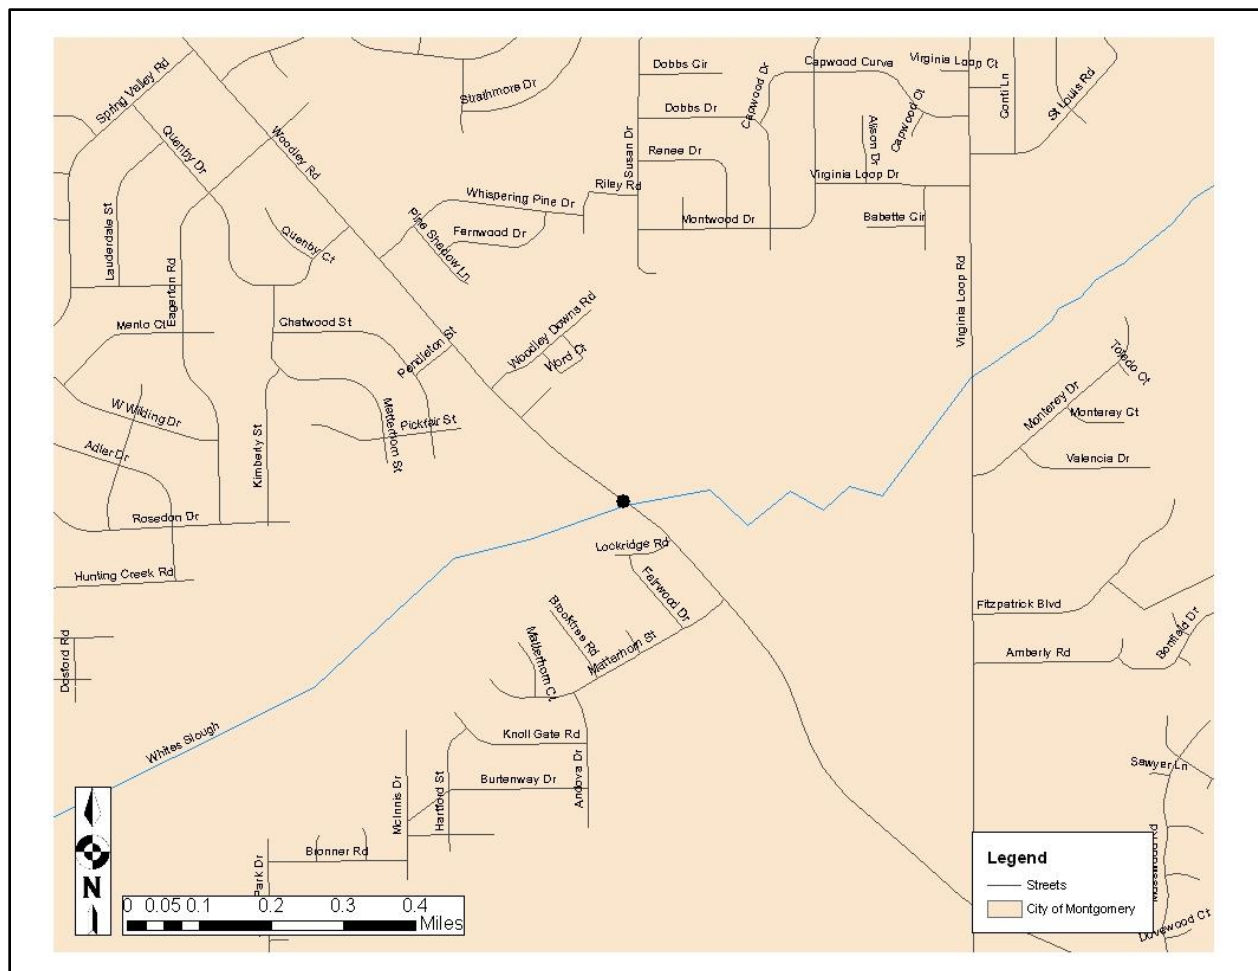 Spring Valley Rd
Strathmore Dr
Dobbs Cir
Capwood Curve
Virginia Loop Ct
Conti Ln
St Louis Rd
Dobbs Dr
Capwood Dr
Capwood Ct
Alison Dr
Quenby Dr
Woodley Rd
Susan Dr
Renee Dr
Riley Rd
Virginia Loop Dr
Whispering Pine Dr
Montwood Dr
Babette Cir
Pine Shadow Ln
Fernwood Dr
Lauderdale St
Quenby Ct
Eagerton Rd
Virginia Loop Rd
Menlo Ct
Chatwood St
Pendleton St
Woodley Downs Rd
Word Ct
Toledo Ct
Monterey Dr
Monterey Ct
W Wilding Dr
Matterhorn St
Pickfair St
Kimberly St
Adler Dr
Valencia Dr
Rosedon Dr
Lockridge Rd
Hunting Creek Rd
Fairwood Dr
Fitzpatrick Blvd
Brooktree Rd
Matterhorn St
Matterhorn Ct
Bonfield Dr
Dosford Rd
Amberly Rd
Whites Slough
Knoll Gate Rd
Andova Dr
Burtenway Dr
McInnis Dr
Hartford St
Sawyer Ln
Bronner Rd
Park Dr
N
0 0.05 0.1 0.2 0.3 0.4
Miles
Legend
Streets
City of Montgomery
Dovewood Ct